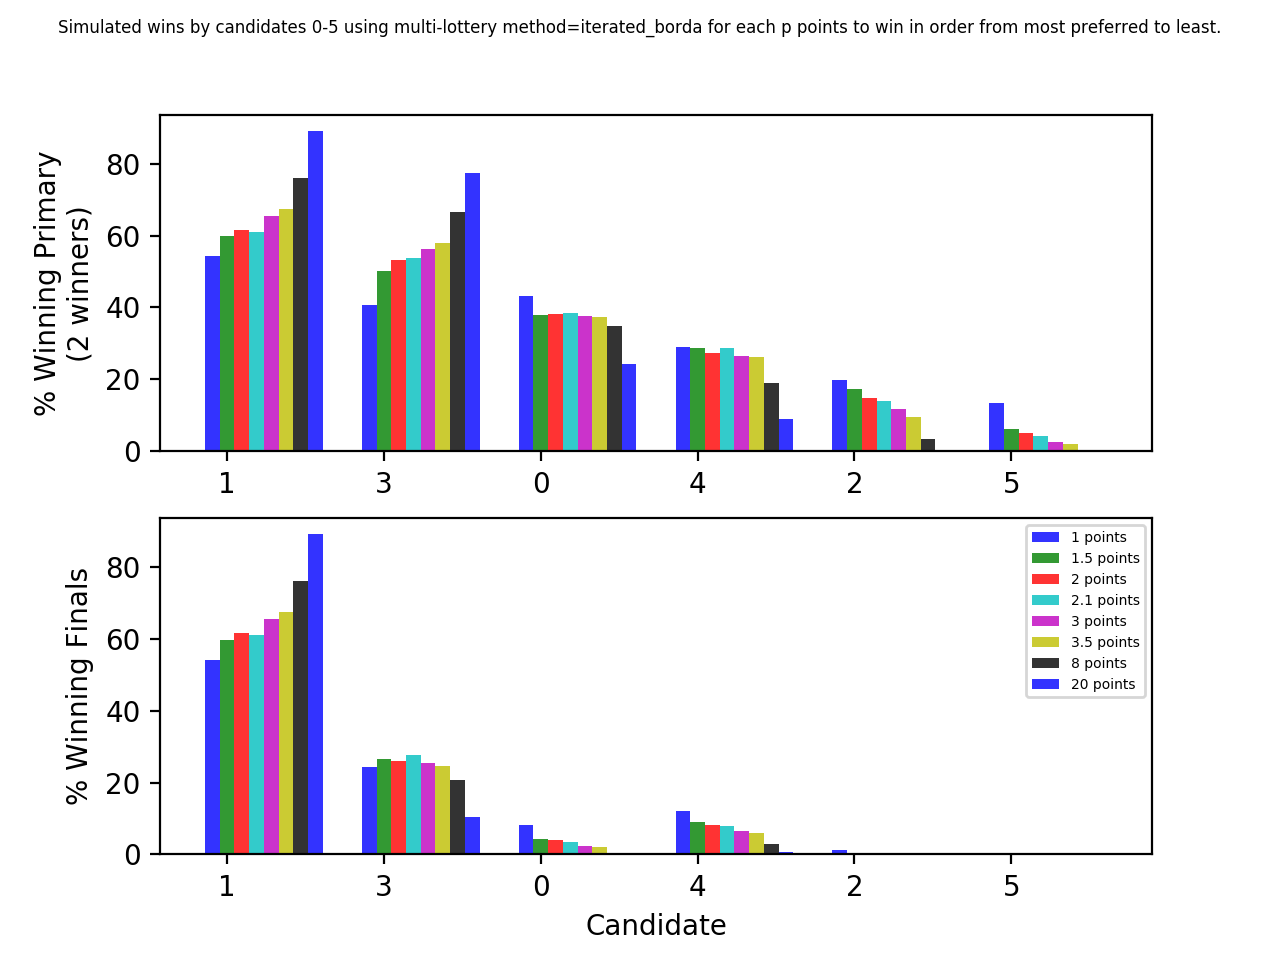 Simulated wins by candidates 0-5 using multi-lottery method=iterated_borda for each p points to win in order from most preferred to least.
% Winning Primary
(2 winners)
80
60
40
20
0
1 3 0 4 2 5
% Winning Finals
80
60
40
20
0
1 points
1.5 points
2 points
2.1 points
3 points
3.5 points
8 points
20 points
1 3 0 4 2 5
Candidate